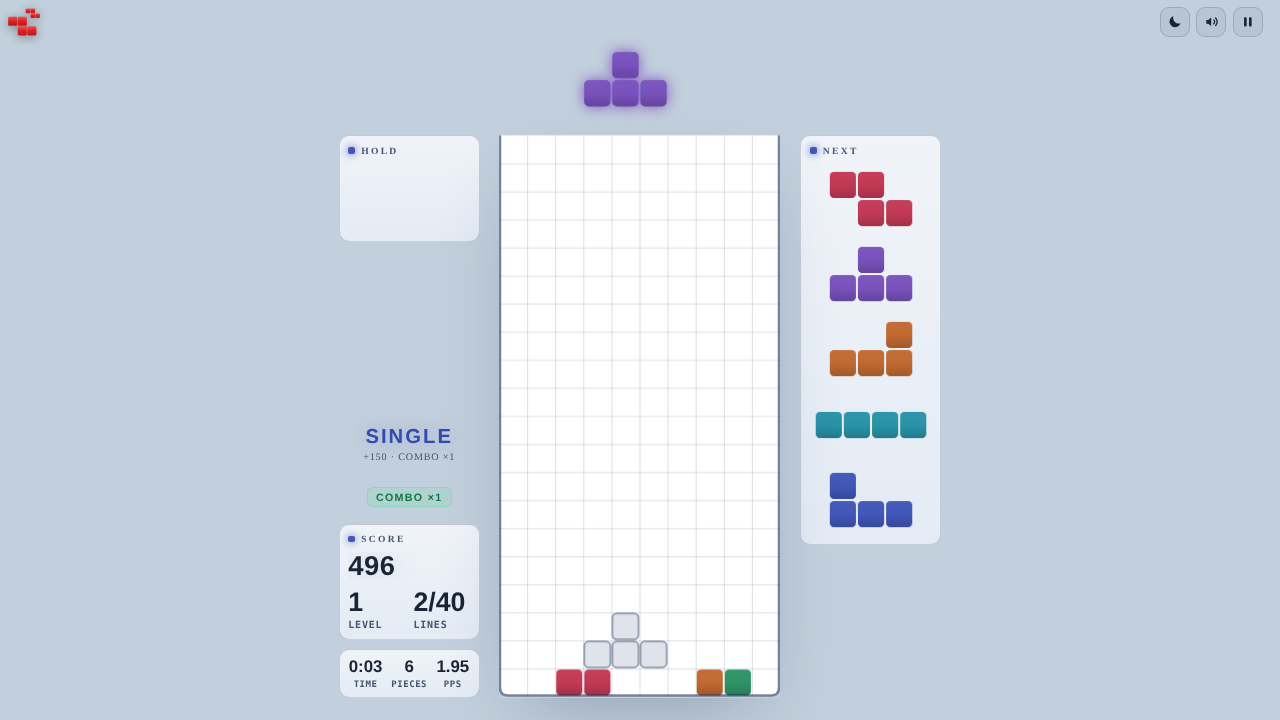 HOLD
NEXT
SINGLE
+150 · COMBO ×1
COMBO ×1
SCORE
496
1 2/40
LEVEL LINES
0:03 6 1.95
TIME PIECES PPS